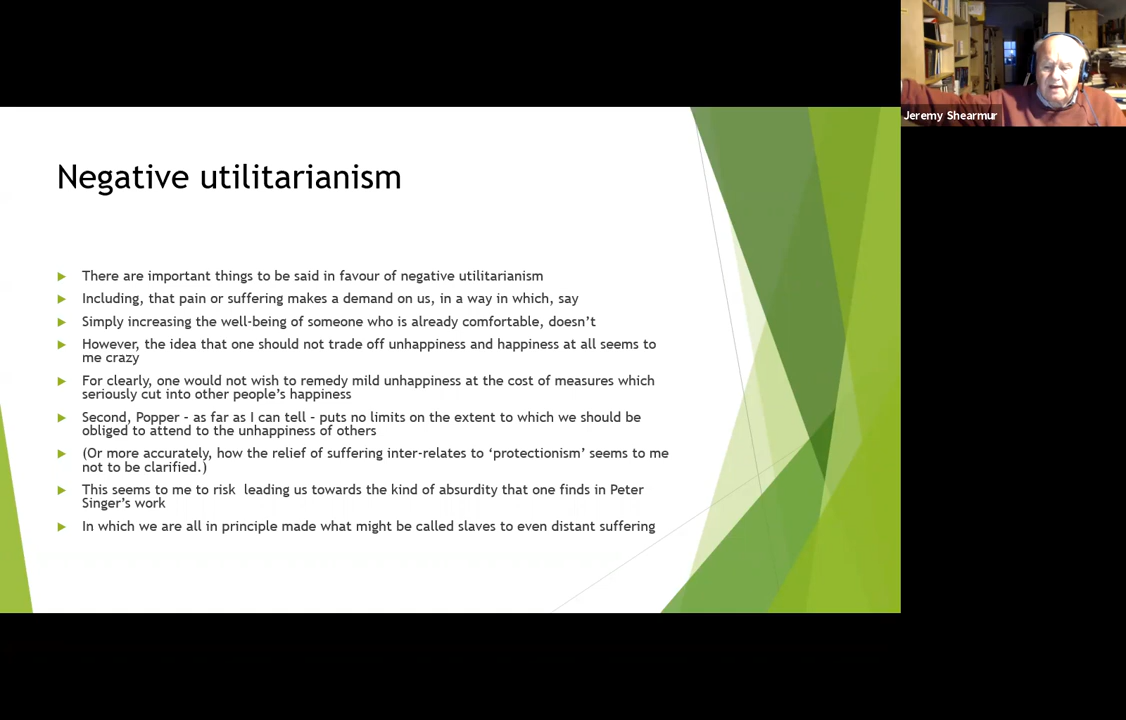 Jeremy Shearmur
Negative utilitarianism
There are important things to be said in favour of negative utilitarianism
Including, that pain or suffering makes a demand on us, in a way in which, say
Simply increasing the well-being of someone who is already comfortable, doesn't
However, the idea that one should not trade off unhappiness and happiness at all seems to
me crazy
For clearly, one would not wish to remedy mild unhappiness at the cost of measures which
seriously cut into other people's happiness
Second, Popper – as far as I can tell – puts no limits on the extent to which we should be
obliged to attend to the unhappiness of others
(Or more accurately, how the relief of suffering inter-relates to 'protectionism' seems to me
not to be clarified.)
This seems to me to risk  leading us towards the kind of absurdity that one finds in Peter
Singer's work
In which we are all in principle made what might be called slaves to even distant suffering